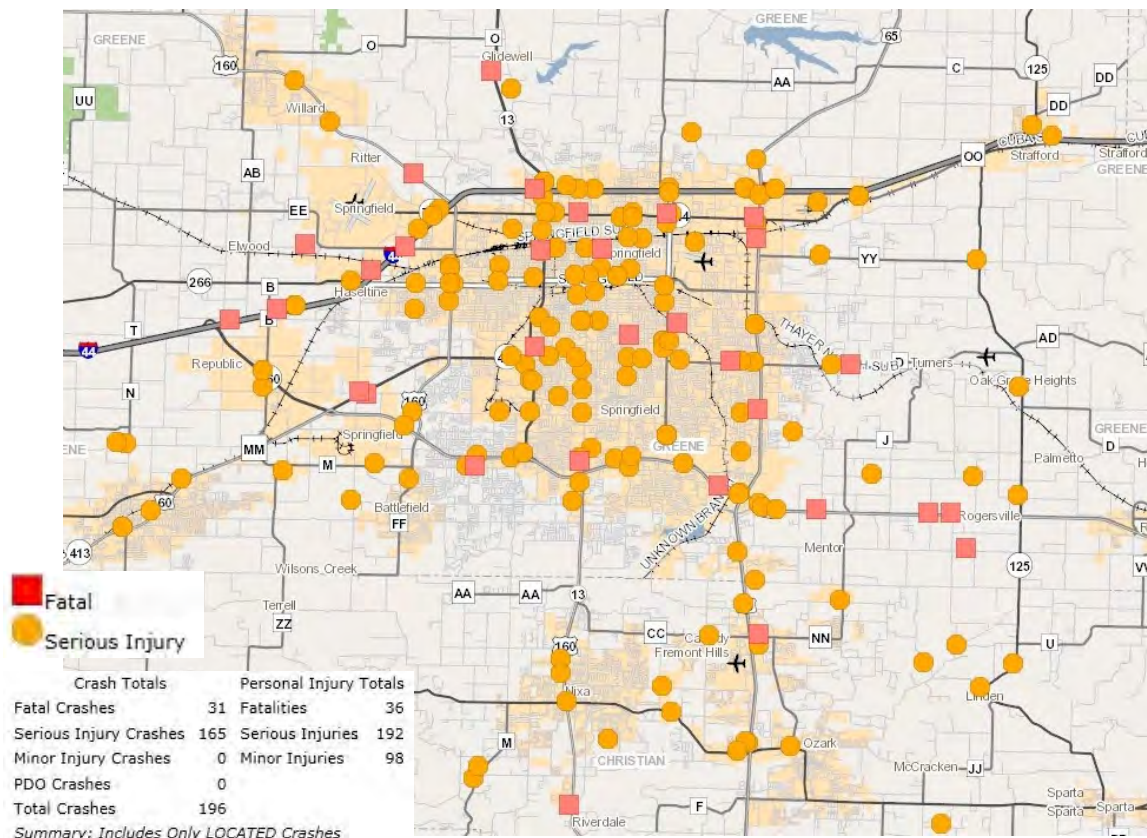 GREENE
GREENE
160
O
O
Glidewell
65
C
125
DD
DD
UU
Willard
13
AA
AA
OO
Strafford
Strafford
GREENE
Ritter
AB
EE
Springfield
Elwood
Springfield
YY
266
B
B
Haseltine
44
T
Republic
N
THAYER N
SUB
D
Turners
AD
Oak Grove Heights
160
Springfield
Springfield
GREENE
J
D
Palmetto
MM
M
60
Battlefield
FF
413
UNKNOWN BRAN
Rogersville
Mentor
Wilsons Creek
125
VV
Fatal
AA
AA
13
Terrell
Serious Injury
ZZ
CC
NN
U
160
Fremont Hills
Nixa
Linden
M
Ozark
CHRISTIAN
McCracken
JJ
F
Sparta
Sparta
Riverdale
Crash Totals Personal Injury Totals
Fatal Crashes 31 Fatalities 36
Serious Injury Crashes 165 Serious Injuries 192
Minor Injury Crashes 0 Minor Injuries 98
PDO Crashes 0
Total Crashes 196
Summary: Includes Only LOCATED Crashes